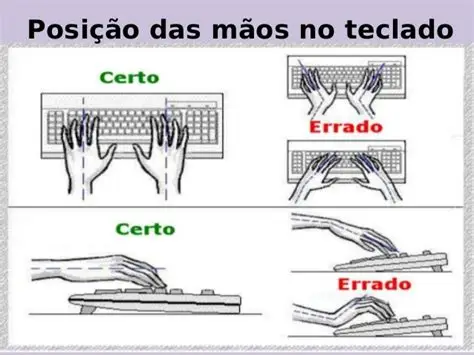 Posição das mãos no teclado
Certo
Errado
Certo
Errado